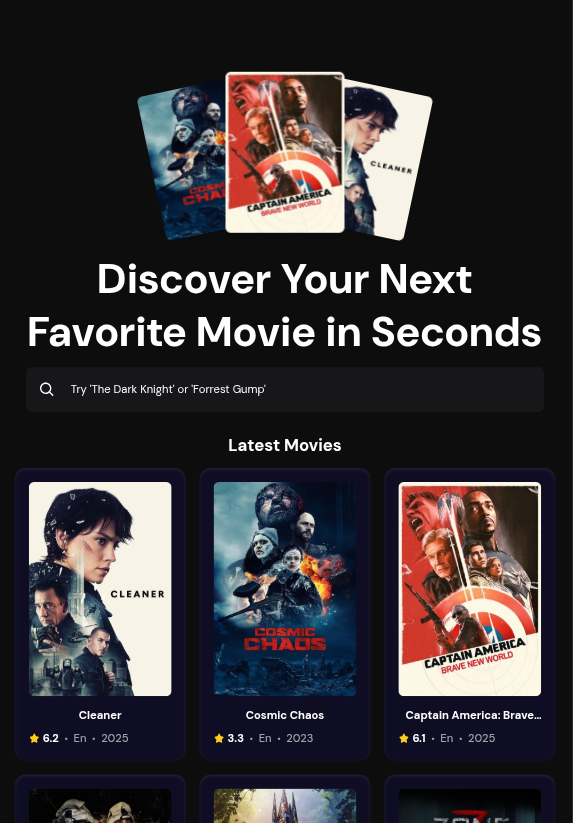 COSMIC
CHAOS
CAPTAIN AMERICA
BRAVE NEW WORLD
CLEANER
Discover Your Next
Favorite Movie in Seconds
Try 'The Dark Knight' or 'Forrest Gump'
Latest Movies
CLEANER
COSMIC
CHAOS
CAPTAIN AMERICA
BRAVE NEW WORLD
Cleaner
Cosmic Chaos
Captain America: Brave...
6.2 • En • 2025
3.3 • En • 2023
6.1 • En • 2025